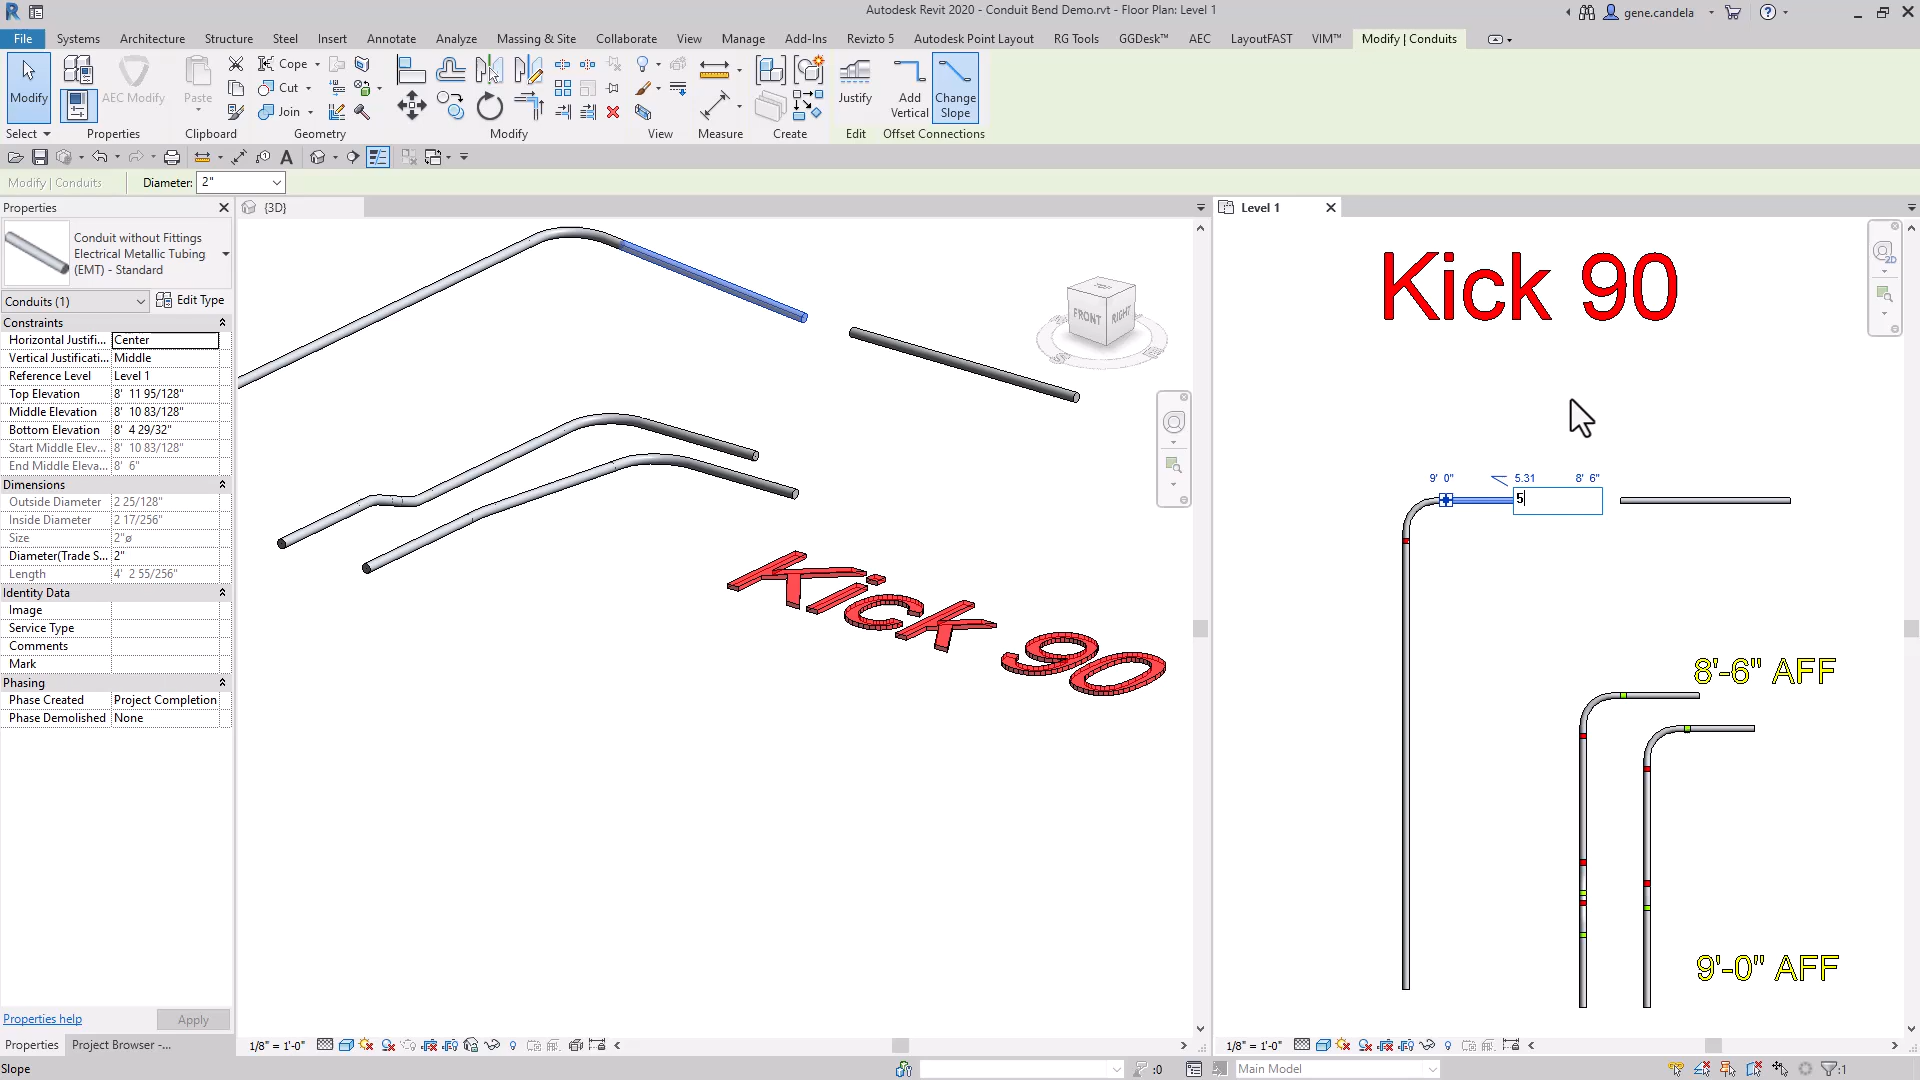 Autodesk Revit 2020 - Conduit Bend Demo.rvt - Floor Plan: Level 1
gene.candela
File Systems Architecture Structure Steel Insert Annotate Analyze Massing & Site Collaborate View Manage Add-Ins Revizto 5 Autodesk Point Layout RG Tools GGDesk™ AEC LayoutFAST VIM™ Modify | Conduits
Modify
AEC Modify
Paste
Cope
Cut
Join
Justify
Add Vertical
Change Slope
Select Properties Clipboard Geometry Modify View Measure Create Edit Offset Connections
Modify | Conduits Diameter: 2"
Properties
{3D}
Level 1
Conduit without Fittings
Electrical Metallic Tubing
(EMT) - Standard
Conduits (1) Edit Type
Constraints
Horizontal Justifi... Center
Vertical Justificati... Middle
Reference Level Level 1
Top Elevation 8' 11 95/128"
Middle Elevation 8' 10 83/128"
Bottom Elevation 8' 4 29/32"
Start Middle Elev... 8' 10 83/128"
End Middle Eleva... 8' 6"
Dimensions
Outside Diameter 2 25/128"
Inside Diameter 2 17/256"
Size 2"ø
Diameter(Trade S... 2"
Length 4' 2 55/256"
Identity Data
Image
Service Type
Comments
Mark
Phasing
Phase Created Project Completion
Phase Demolished None
Properties help Apply
Properties Project Browser -...
FRONT RIGHT
Kick 90
1/8" = 1'-0"
Kick 90
2D
9' 0" 5.31 8' 6"
5
8'-6" AFF
9'-0" AFF
1/8" = 1'-0"
Slope
:0
Main Model
:1